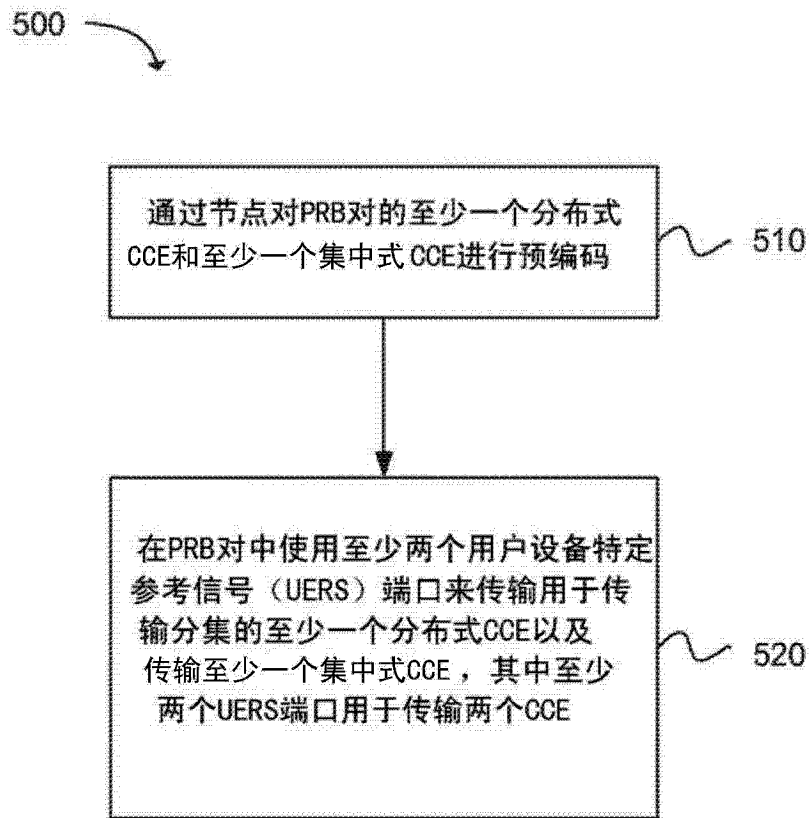 500
通过节点对PRB对的至少一个分布式
CCE和至少一个集中式CCE进行预编码
510
在PRB对中使用至少两个用户设备特定
参考信号（UERS）端口来传输用于传
输分集的至少一个分布式CCE以及
传输至少一个集中式CCE，其中至少
两个UERS端口用于传输两个CCE
520